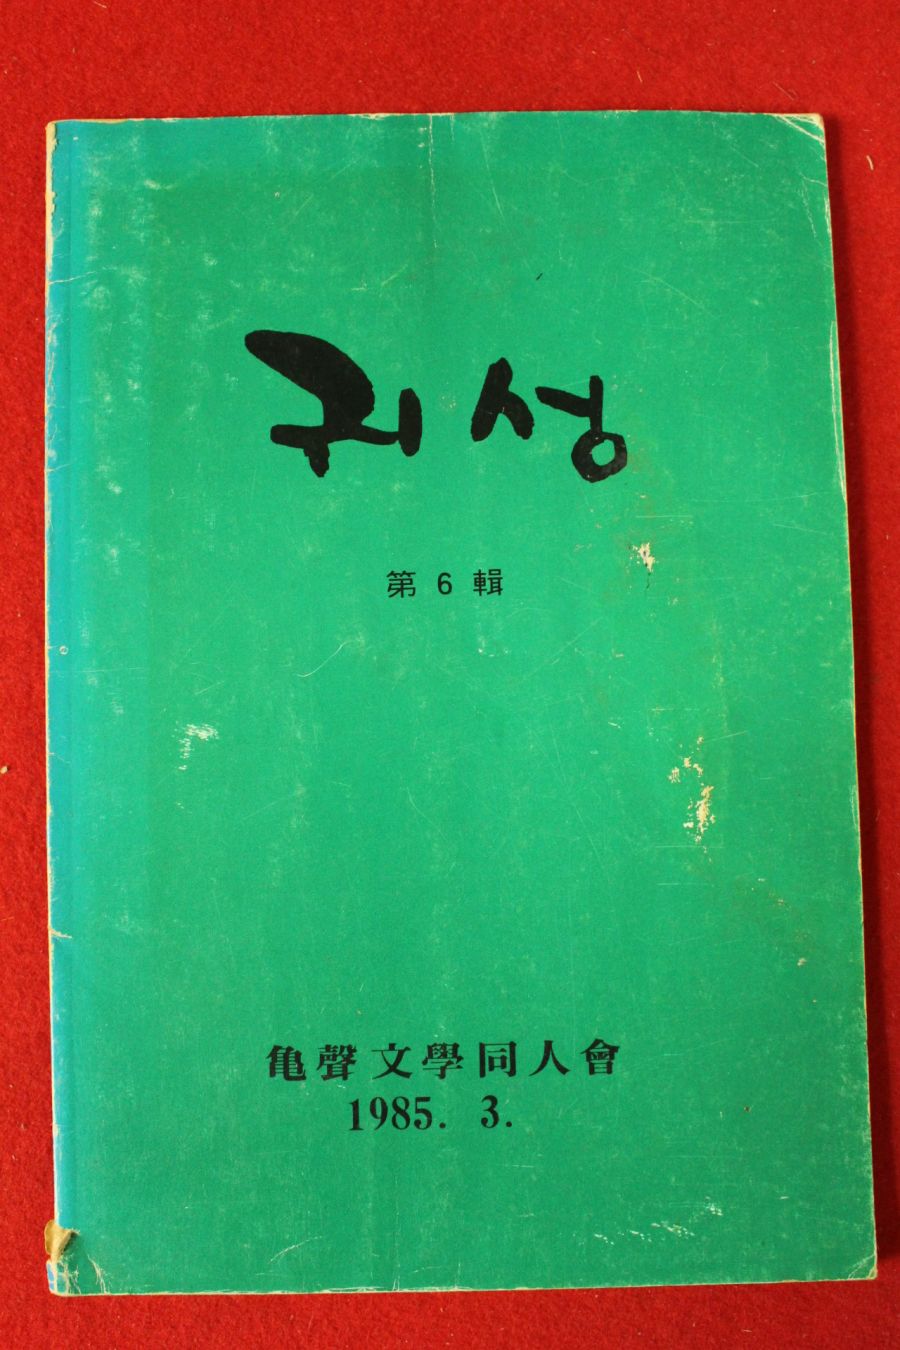 귀성
第 6 輯
亀聲文學同人會
1985. 3.